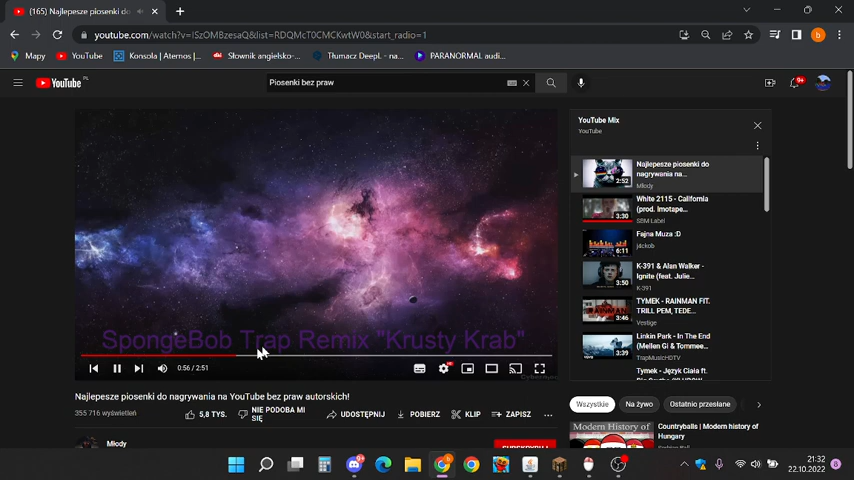 (165) Najlepesze piosenki do n
youtube.com/watch?v=ISzOMBzesaQ&list=RDQMcT0CMCKwtW0&start_radio=1
Mapy
YouTube
Konsola | Aternos |...
Słownik angielsko-...
Tłumacz DeepL - na...
PARANORMAL audi...
YouTube PL
Piosenki bez praw
9+
YouTube Mix
YouTube
Najlepesze piosenki do
nagrywania na...
Młody
2:52
White 2115 - California
(prod. lmotape...
SBM Label
3:30
Fajna Muza :D
j4ckob
6:11
K-391 & Alan Walker -
Ignite (feat. Julie...
K-391
3:50
TYMEK - RAINMAN FIT.
TRILL PEM, TEDE...
Vestige
3:46
Linkin Park - In The End
(Mellen Gi & Tommee...
TrapMusicHDTV
3:39
Tymek - Język Ciała ft.
SpongeBob Trap Remix "Krusty Krab"
0:56 / 2:51
Najlepesze piosenki do nagrywania na YouTube bez praw autorskich!
355 716 wyświetleń
5,8 TYS.
NIE PODOBA MI
SIĘ
UDOSTĘPNIJ
POBIERZ
KLIP
ZAPISZ
Młody
SUBSKRYBUJ
Wszystkie
Na żywo
Ostatnio przesłane
Modern History of
Countryballs | Modern history of
Hungary
21:32
22.10.2022